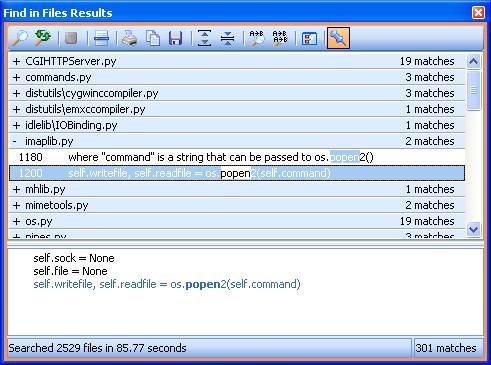 Find in Files Results
+ CGIHTTPServer.py 19 matches
+ commands.py 3 matches
+ distutils\cygwinccompiler.py 3 matches
+ distutils\emxccompiler.py 1 matches
+ idlelib\IOBinding.py 1 matches
- imaplib.py 2 matches
1180 where "command" is a string that can be passed to os.popen2()
1200 self.writefile, self.readfile = os.popen2(self.command)
+ mhlib.py 1 matches
+ mimetools.py 2 matches
+ os.py 19 matches
+ pipes.py 3 matches
self.sock = None
self.file = None
self.writefile, self.readfile = os.popen2(self.command)
Searched 2529 files in 85.77 seconds 301 matches